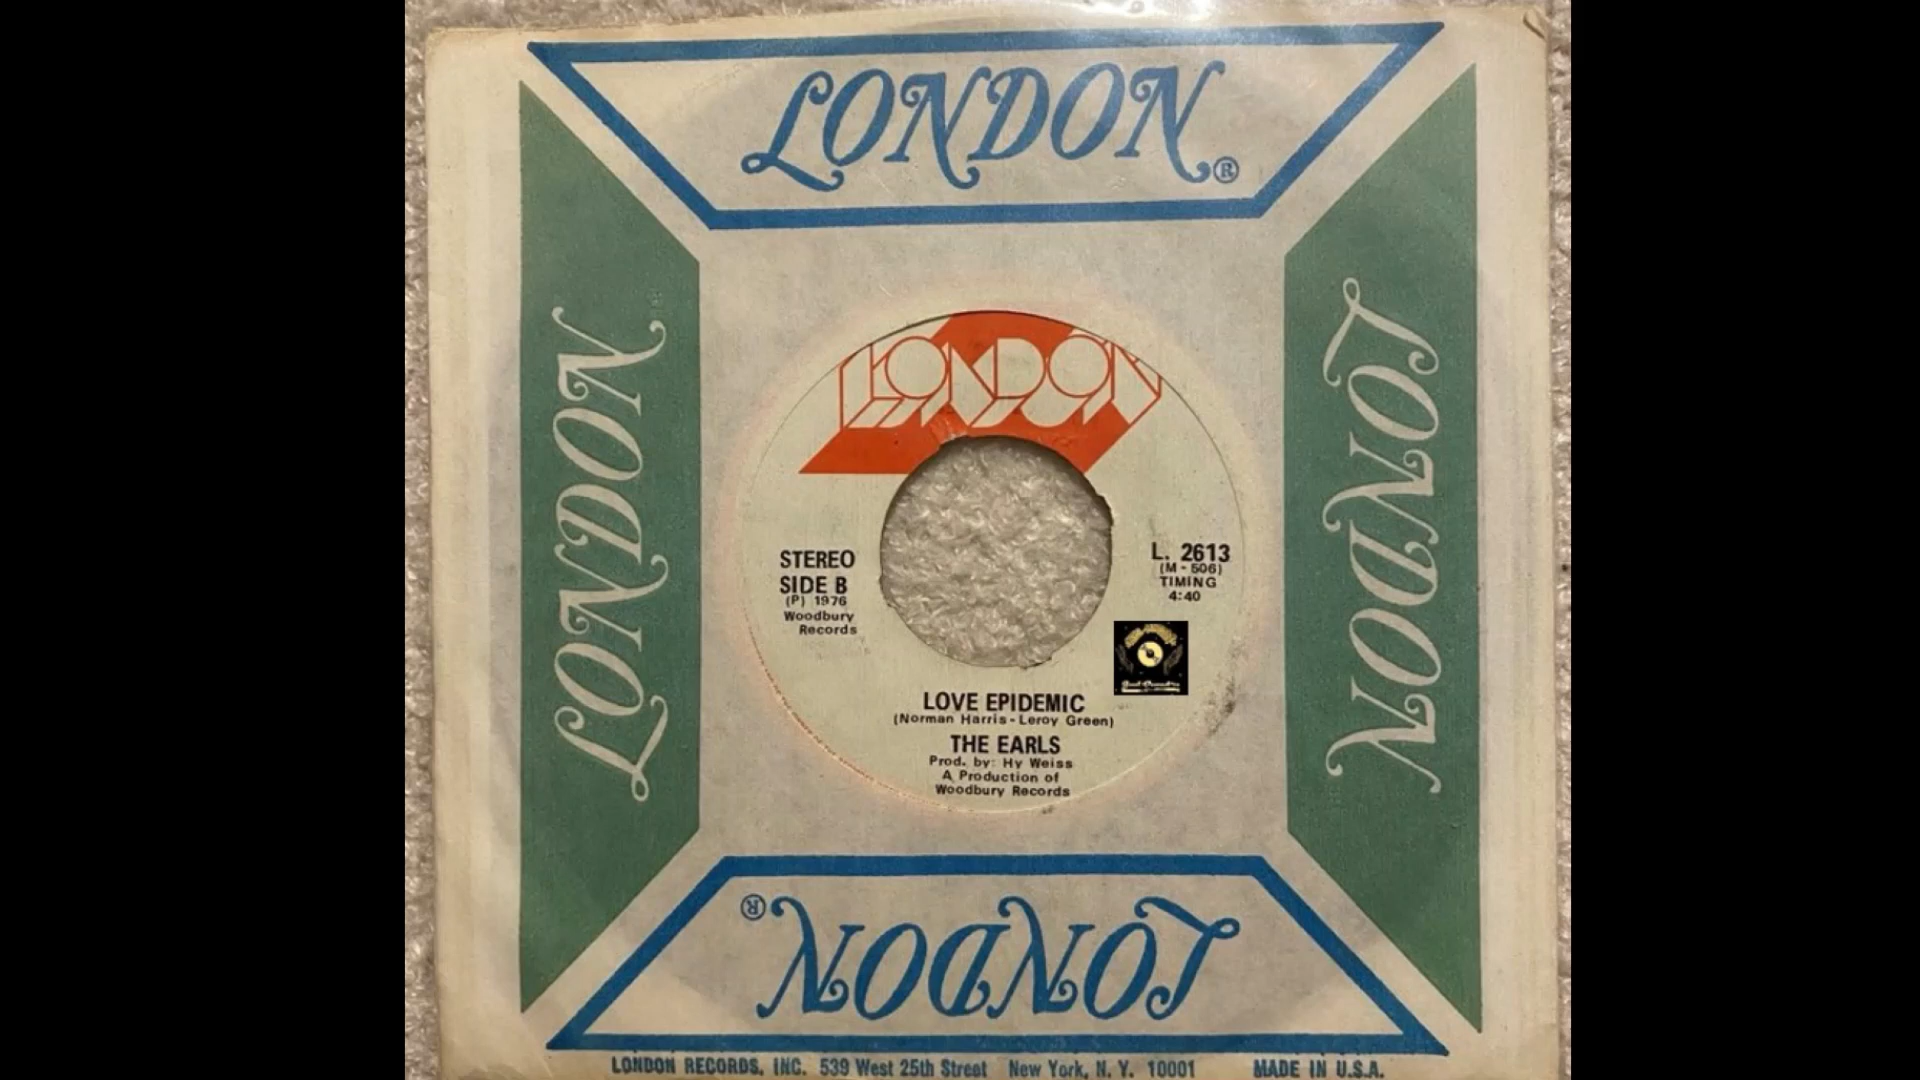 LONDON®
LONDON
LONDON
LONDON
STEREO
SIDE B
(P) 1976
Woodbury
Records
L. 2613
(M - 506)
TIMING
4:40
LOVE EPIDEMIC
(Norman Harris - Leroy Green)
THE EARLS
Prod. by: Hy Weiss
A Production of
Woodbury Records
LONDON®
LONDON RECORDS, INC. 539 West 25th Street New York, N. Y. 10001 MADE IN U.S.A.